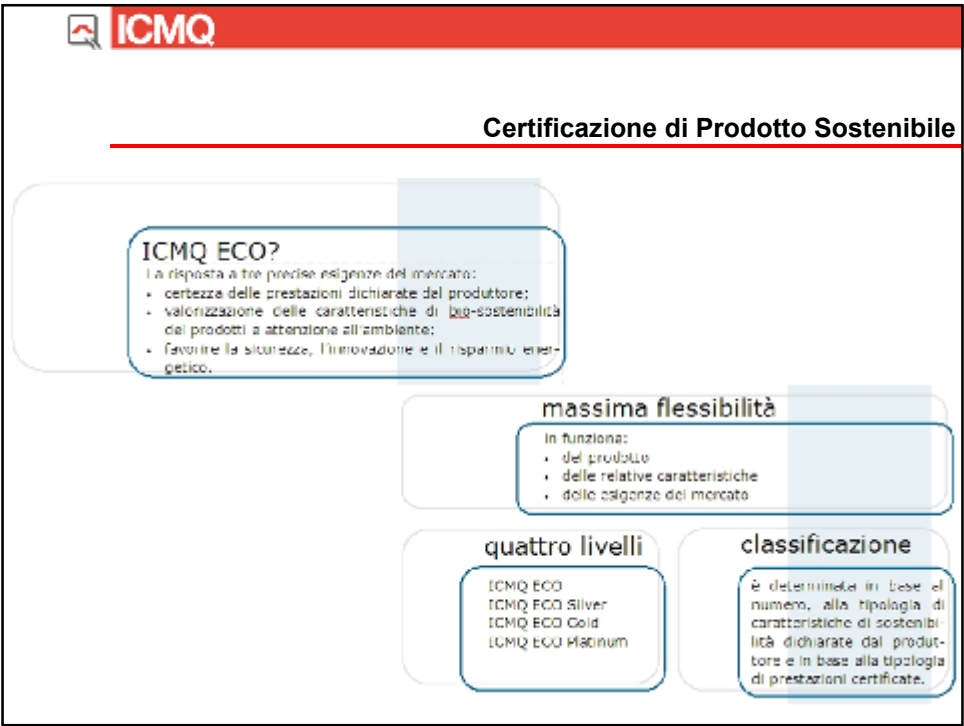 ICMQ
Certificazione di Prodotto Sostenibile
ICMQ ECO?
La risposta a tre precise esigenze del mercato:
• certezza delle prestazioni dichiarate dal produttore;
• valorizzazione delle caratteristiche di bio-sostenibilità
dei prodotti e attenzione all'ambiente;
• favorire la sicurezza, l'innovazione e il risparmio ener-
getico.
massima flessibilità
in funzione:
• del prodotto
• delle relative caratteristiche
• delle esigenze del mercato
quattro livelli
ICMQ ECO
ICMQ ECO Silver
ICMQ ECO Gold
ICMQ ECO Platinum
classificazione
è determinata in base al
numero, alla tipologia di
caratteristiche di sostenibi-
lità dichiarate dal produt-
tore e in base alla tipologia
di prestazioni certificate.